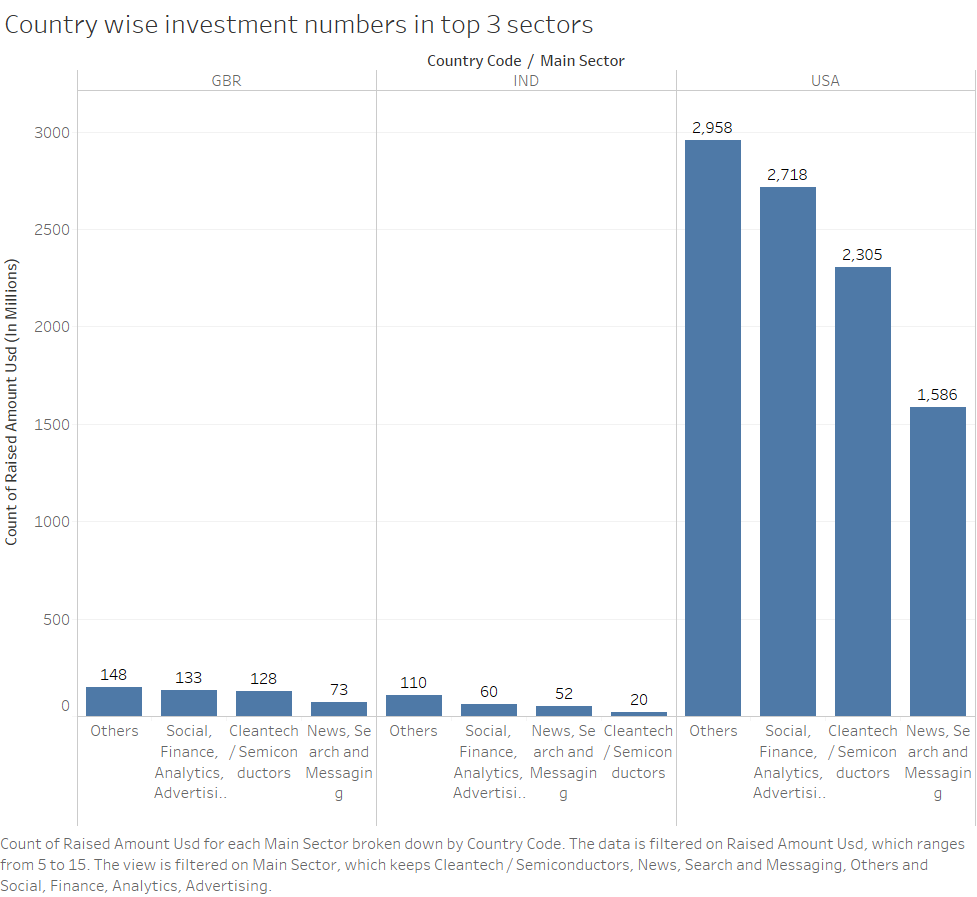 Country wise investment numbers in top 3 sectors
Country Code / Main Sector
GBR IND USA
Count of Raised Amount Usd (In Millions)
3000
2500
2000
1500
1000
500
0
148 133 128 73
110 60 52 20
2,958 2,718 2,305 1,586
Others
Social,
Finance,
Analytics,
Advertisi..
Cleantech
/ Semicon
ductors
News, Se
arch and
Messagin
g
Others
Social,
Finance,
Analytics,
Advertisi..
News, Se
arch and
Messagin
g
Cleantech
/ Semicon
ductors
Others
Social,
Finance,
Analytics,
Advertisi..
Cleantech
/ Semicon
ductors
News, Se
arch and
Messagin
g
Count of Raised Amount Usd for each Main Sector broken down by Country Code. The data is filtered on Raised Amount Usd, which ranges
from 5 to 15. The view is filtered on Main Sector, which keeps Cleantech / Semiconductors, News, Search and Messaging, Others and
Social, Finance, Analytics, Advertising.